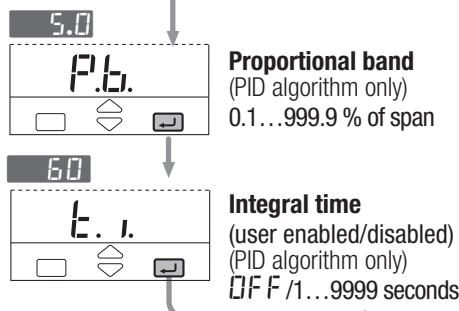 5.0
P.b.
Proportional band
(PID algorithm only)
0.1...999.9 % of span
60
t. i.
Integral time
(user enabled/disabled)
(PID algorithm only)
OFF /1...9999 seconds